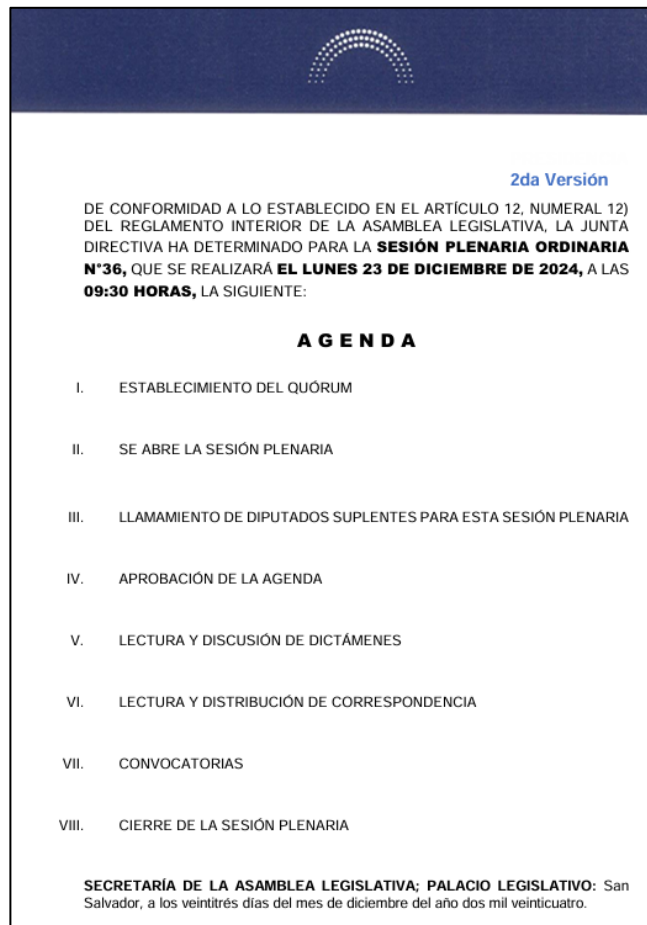 2da Versión
DE CONFORMIDAD A LO ESTABLECIDO EN EL ARTÍCULO 12, NUMERAL 12)
DEL REGLAMENTO INTERIOR DE LA ASAMBLEA LEGISLATIVA, LA JUNTA
DIRECTIVA HA DETERMINADO PARA LA SESIÓN PLENARIA ORDINARIA
N°36, QUE SE REALIZARÁ EL LUNES 23 DE DICIEMBRE DE 2024, A LAS
09:30 HORAS, LA SIGUIENTE:
A G E N D A
I. ESTABLECIMIENTO DEL QUÓRUM
II. SE ABRE LA SESIÓN PLENARIA
III. LLAMAMIENTO DE DIPUTADOS SUPLENTES PARA ESTA SESIÓN PLENARIA
IV. APROBACIÓN DE LA AGENDA
V. LECTURA Y DISCUSIÓN DE DICTÁMENES
VI. LECTURA Y DISTRIBUCIÓN DE CORRESPONDENCIA
VII. CONVOCATORIAS
VIII. CIERRE DE LA SESIÓN PLENARIA
SECRETARÍA DE LA ASAMBLEA LEGISLATIVA; PALACIO LEGISLATIVO: San
Salvador, a los veintitrés días del mes de diciembre del año dos mil veinticuatro.